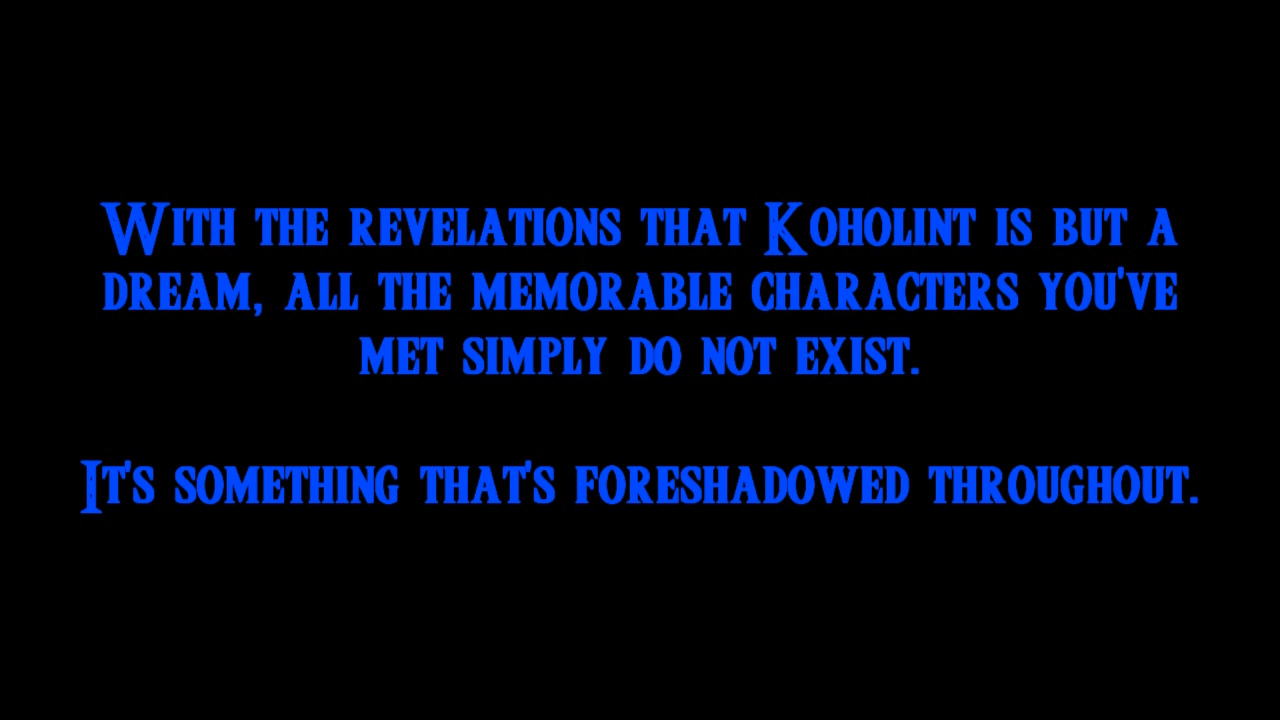 With the revelations that Koholint is but a
dream, all the memorable characters you've
met simply do not exist.
It's something that's foreshadowed throughout.